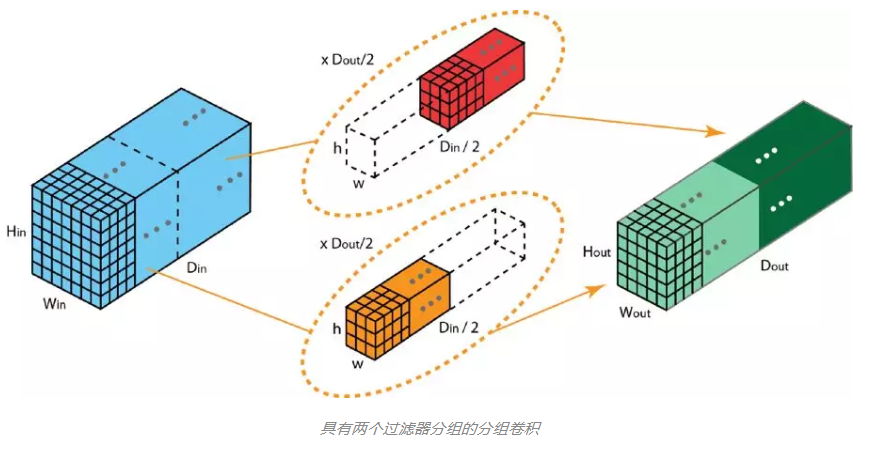 x Dout/2
h
w
Din / 2
Hin
Win
Din
x Dout/2
h
w
Din / 2
Hout
Wout
Dout
具有两个过滤器分组的分组卷积